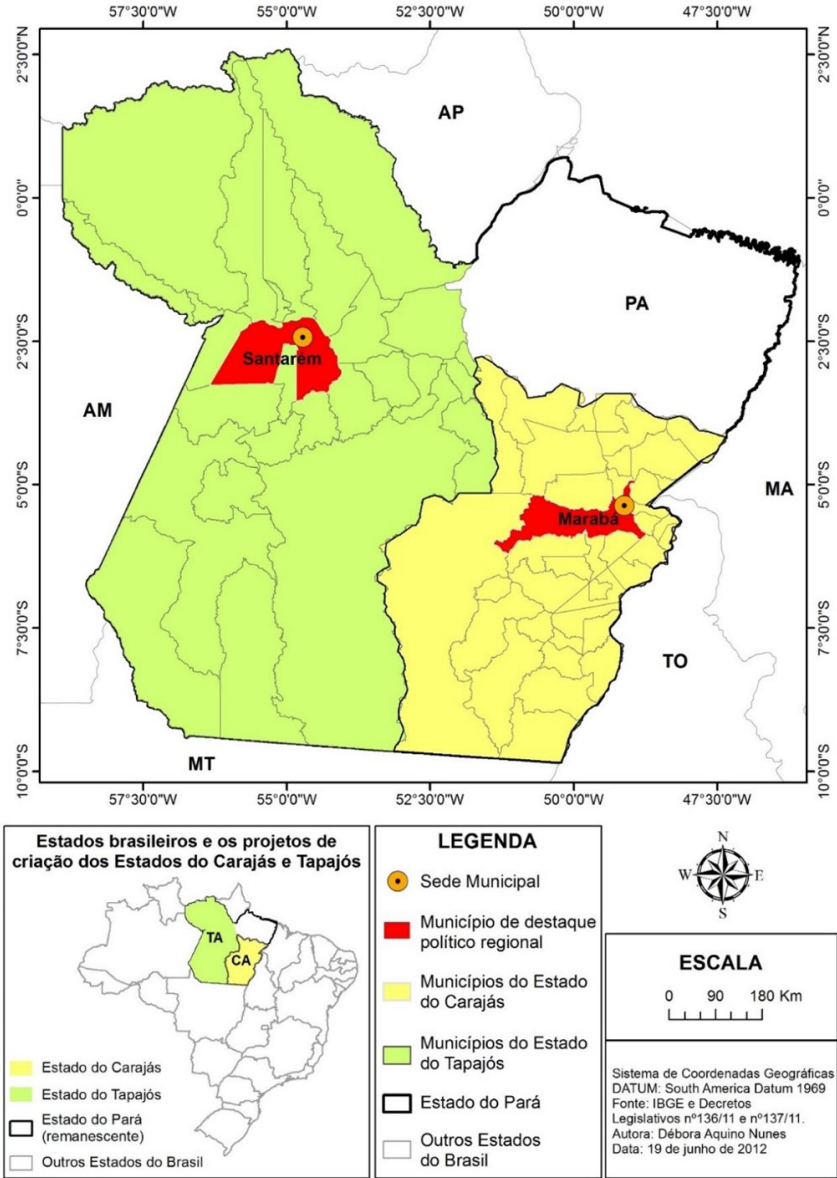 57°30'0"W 55°0'0"W 52°30'0"W 50°0'0"W 47°30'0"W
2°30'0"N
0°0'0"
2°30'0"S
5°0'0"S
7°30'0"S
10°0'0"S
AP
PA
Santarém
AM
MA
Marabá
TO
MT
2°30'0"N
0°0'0"
2°30'0"S
5°0'0"S
7°30'0"S
10°0'0"S
57°30'0"W 55°0'0"W 52°30'0"W 50°0'0"W 47°30'0"W
Estados brasileiros e os projetos de
criação dos Estados do Carajás e Tapajós
TA
CA
Estado do Carajás
Estado do Tapajós
Estado do Pará
(remanescente)
Outros Estados do Brasil
LEGENDA
Sede Municipal
Município de destaque
político regional
Municípios do Estado
do Carajás
Municípios do Estado
do Tapajós
Estado do Pará
Outros Estados
do Brasil
N
W E
S
ESCALA
0 90 180 Km
Sistema de Coordenadas Geográficas
DATUM: South America Datum 1969
Fonte: IBGE e Decretos
Legislativos nº136/11 e nº137/11.
Autora: Débora Aquino Nunes
Data: 19 de junho de 2012